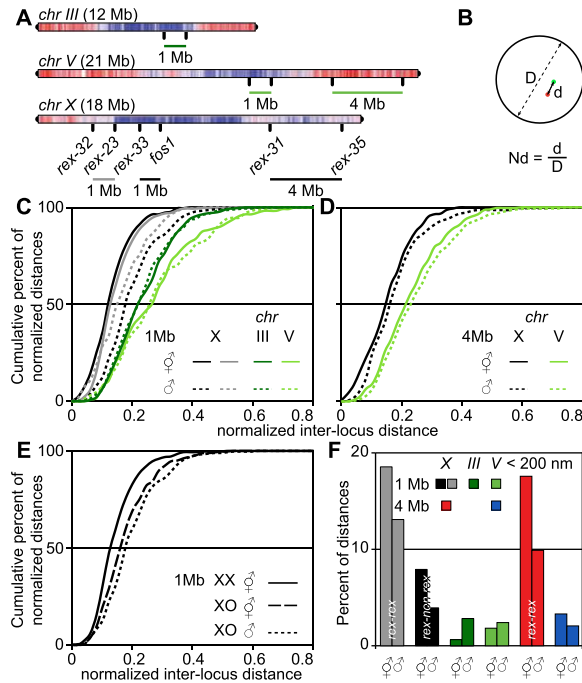 A
chr III (12 Mb)
1 Mb
chr V (21 Mb)
1 Mb
4 Mb
chr X (18 Mb)
rex-32
rex-23
rex-33
fos1
rex-31
rex-35
1 Mb
1 Mb
4 Mb
B
D
d
Nd = d/D
C
Cumulative percent of normalized distances
100
50
0
0
0.2
0.4
0.6
0.8
chr
1Mb X III V
⚥
♂
normalized inter-locus distance
D
100
50
0
0
0.2
0.4
0.6
0.8
chr
4Mb X V
⚥
♂
E
Cumulative percent of normalized distances
100
50
0
0
0.2
0.4
0.6
0.8
1Mb XX ⚥
XO ⚥
XO ♂
normalized inter-locus distance
F
Percent of distances
20
10
0
X III V < 200 nm
1 Mb
4 Mb
rex-rex
rex-non-rex
rex-rex
⚥♂ ⚥♂ ⚥♂ ⚥♂ ⚥♂ ⚥♂